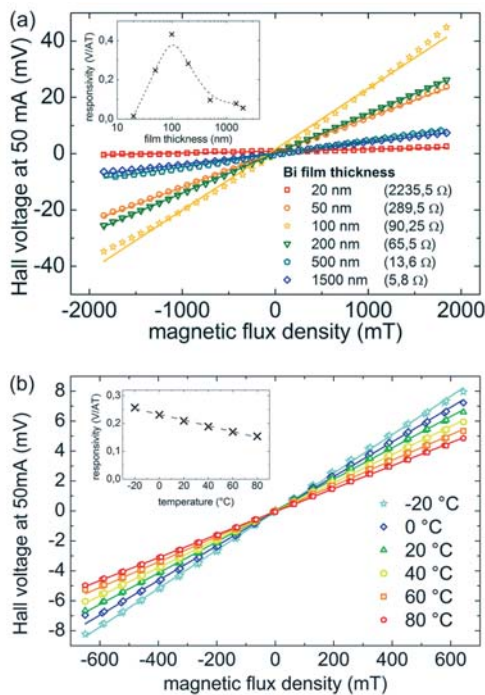 (a)
Hall voltage at 50 mA (mV)
40
20
0
-20
-40
responsivity (V/AT)
0,4
0,2
0,0
10
100
1000
film thickness (nm)
Bi film thickness
20 nm (2235,5 Ω)
50 nm (289,5 Ω)
100 nm (90,25 Ω)
200 nm (65,5 Ω)
500 nm (13,6 Ω)
1500 nm (5,8 Ω)
-2000 -1000 0 1000 2000
magnetic flux density (mT)
(b)
Hall voltage at 50mA (mV)
8
6
4
2
0
-2
-4
-6
-8
responsivity (V/AT)
0,3
0,2
0,1
0,0
-20 0 20 40 60 80
temperature (°C)
-20 °C
0 °C
20 °C
40 °C
60 °C
80 °C
-600 -400 -200 0 200 400 600
magnetic flux density (mT)